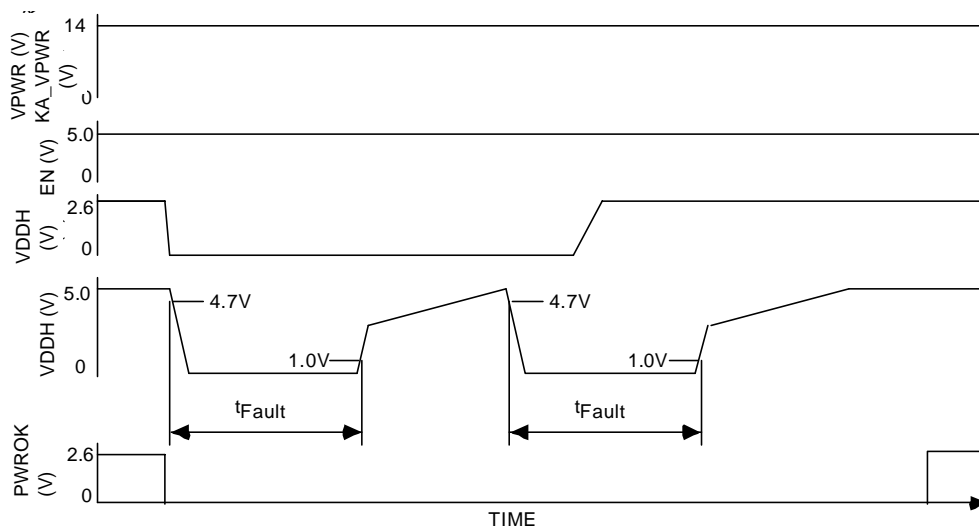 VPWR (V)
KA_VPWR
(V)
14
0
EN (V)
5.0
0
VDDH
(V)
2.6
0
VDDH (V)
5.0
0
4.7V
1.0V
4.7V
1.0V
tFault
tFault
PWROK
(V)
2.6
0
TIME